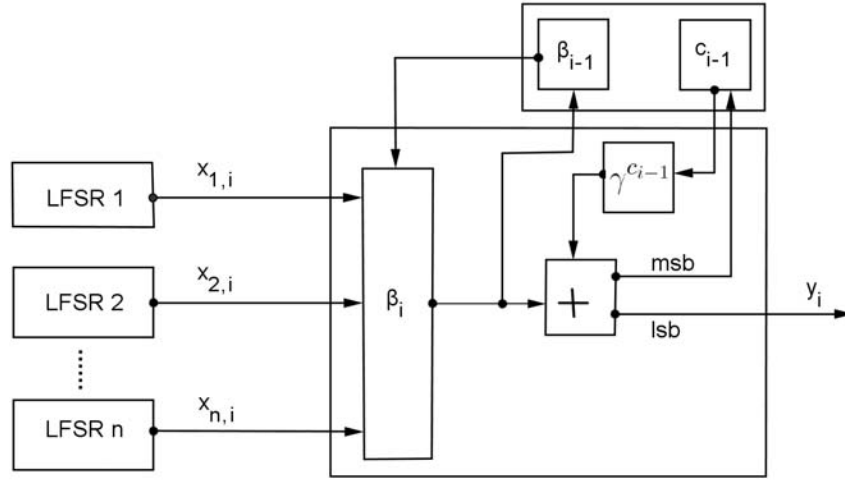 β_{i-1}
c_{i-1}
LFSR 1
x_{1,i}
γ^{c_{i-1}}
LFSR 2
x_{2,i}
β_i
+
msb
lsb
y_i
LFSR n
x_{n,i}